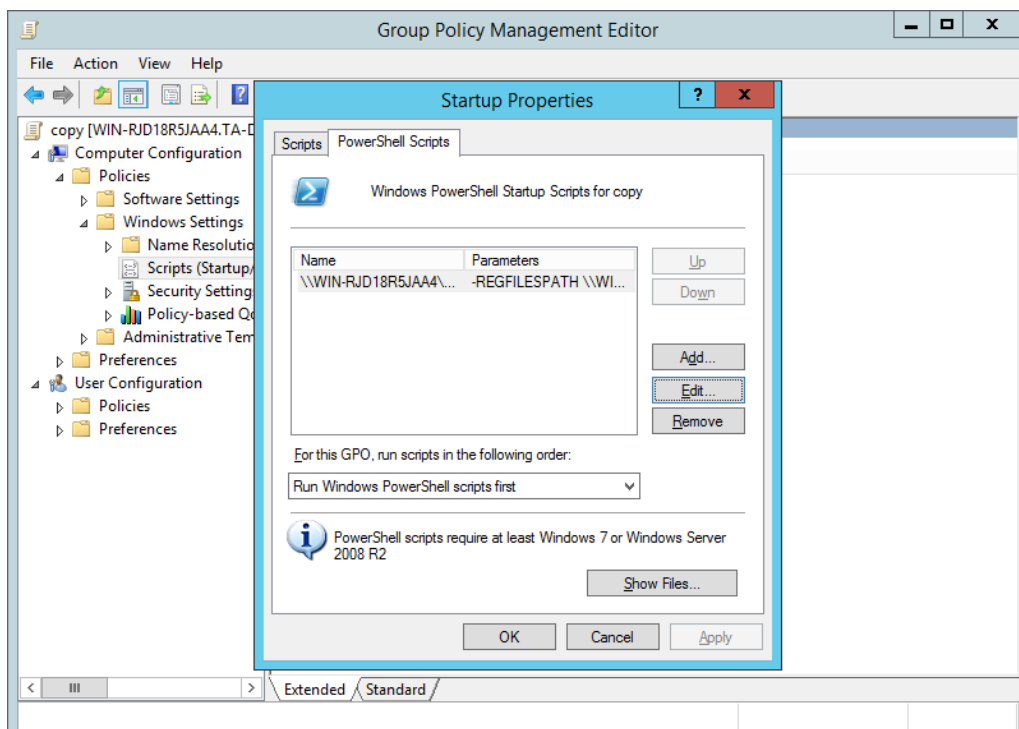 Group Policy Management Editor
File Action View Help
?
Startup Properties
? x
copy [WIN-RJD18R5JAA4.TA-D
Computer Configuration
Policies
Software Settings
Windows Settings
Name Resolutio
Scripts (Startup/
Security Setting
Policy-based Qo
Administrative Tem
Preferences
User Configuration
Policies
Preferences
Scripts PowerShell Scripts
Windows PowerShell Startup Scripts for copy
Name Parameters
\\WIN-RJD18R5JAA4\... -REGFILESPATH \\WI...
Up
Down
Add...
Edit...
Remove
For this GPO, run scripts in the following order:
Run Windows PowerShell scripts first
PowerShell scripts require at least Windows 7 or Windows Server
2008 R2
Show Files...
OK Cancel Apply
Extended Standard